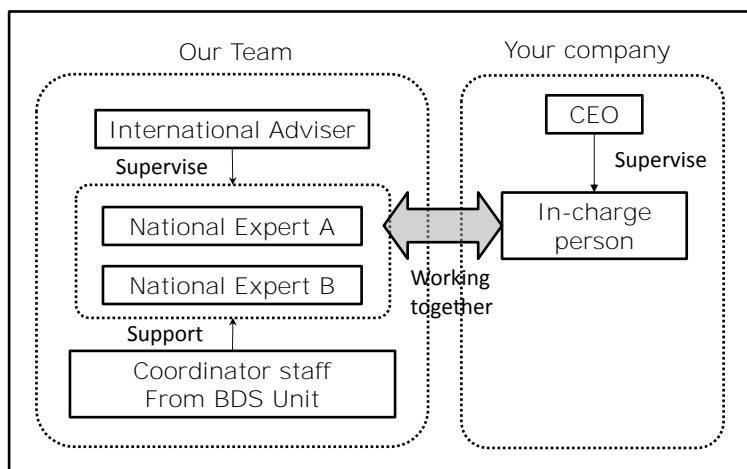 Our Team
International Adviser
Supervise
National Expert A
National Expert B
Support
Coordinator staff
From BDS Unit
Working
together
Your company
CEO
Supervise
In-charge
person